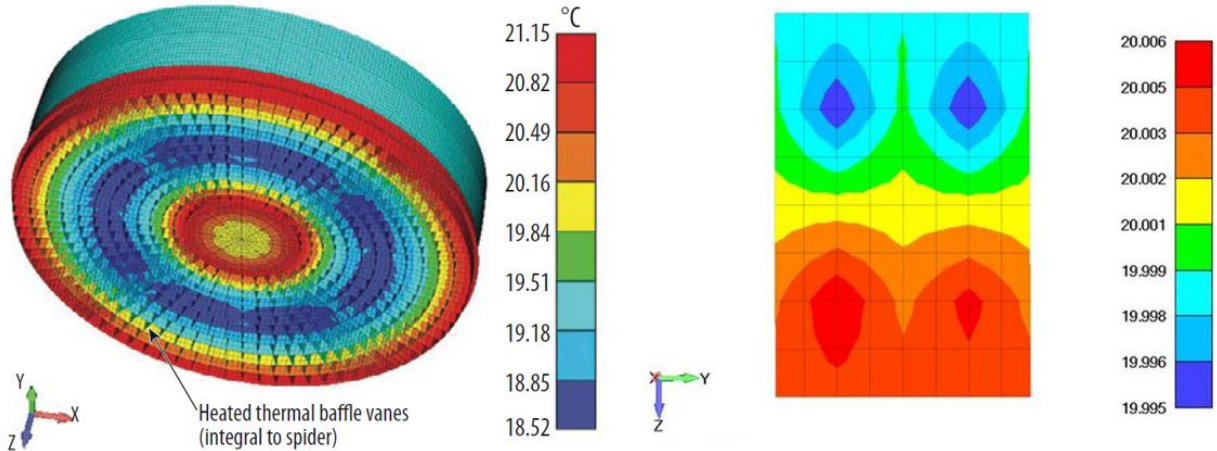 °C
21.15
20.82
20.49
20.16
19.84
19.51
19.18
18.85
18.52
Y
X
Z
Heated thermal baffle vanes
(integral to spider)
20.006
20.005
20.003
20.002
20.001
19.999
19.998
19.996
19.995
X
Y
Z